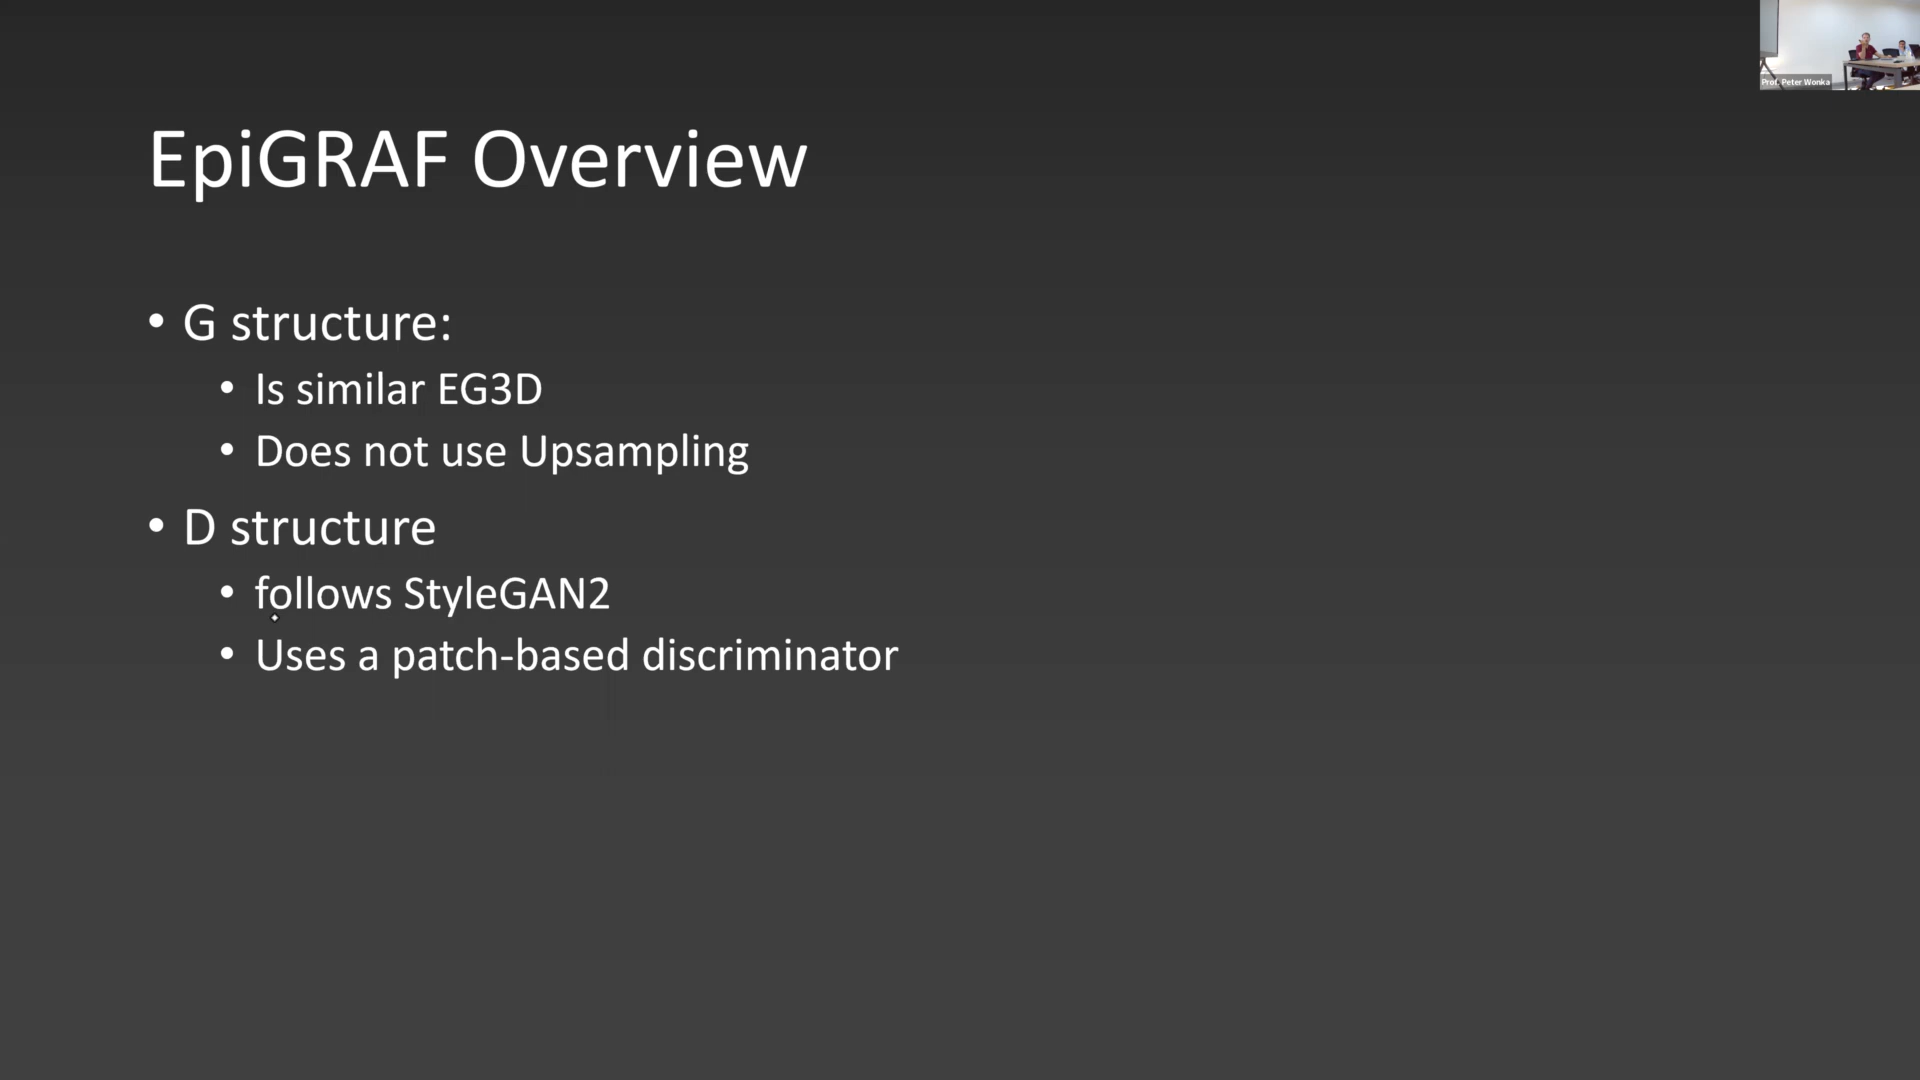 Prof. Peter Wonka
EpiGRAF Overview
• G structure:
• Is similar EG3D
• Does not use Upsampling
• D structure
• follows StyleGAN2
• Uses a patch-based discriminator